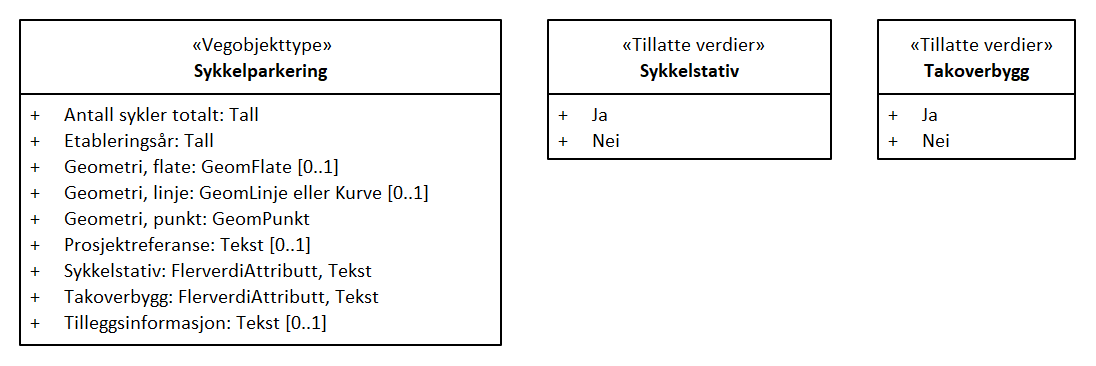 «Vegobjekttype»
Sykkelparkering
+ Antall sykler totalt: Tall
+ Etableringsår: Tall
+ Geometri, flate: GeomFlate [0..1]
+ Geometri, linje: GeomLinje eller Kurve [0..1]
+ Geometri, punkt: GeomPunkt
+ Prosjektreferanse: Tekst [0..1]
+ Sykkelstativ: FlerverdiAttributt, Tekst
+ Takoverbygg: FlerverdiAttributt, Tekst
+ Tilleggsinformasjon: Tekst [0..1]
«Tillatte verdier»
Sykkelstativ
+ Ja
+ Nei
«Tillatte verdier»
Takoverbygg
+ Ja
+ Nei